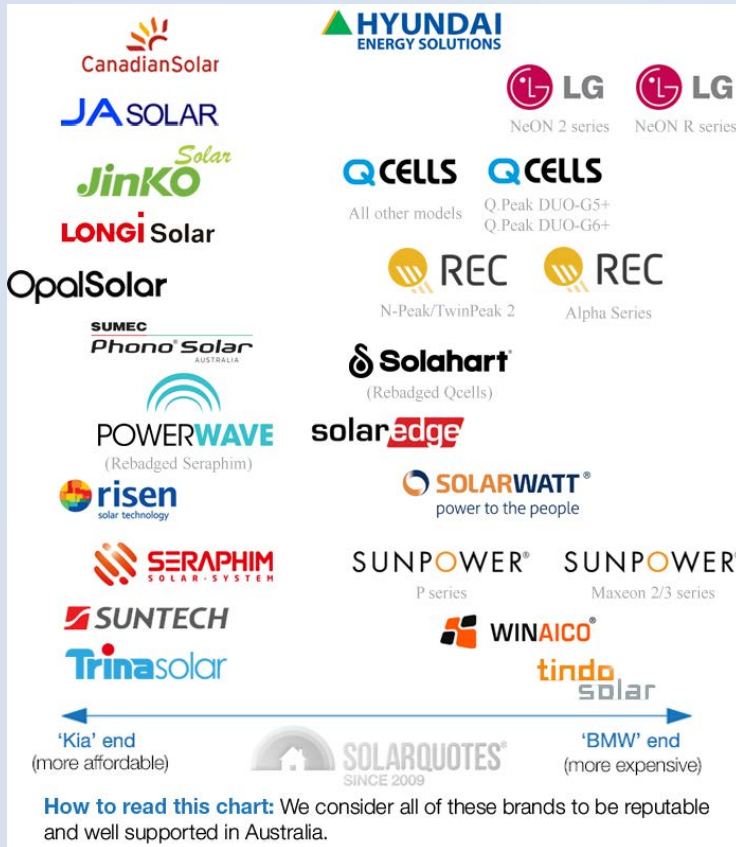 CanadianSolar
HYUNDAI
ENERGY SOLUTIONS
LG LG
NeON 2 series NeON R series
JA SOLAR
Solar
JinKO
QCELLS QCELLS
All other models Q.Peak DUO-G5+
Q.Peak DUO-G6+
LONGi Solar
REC REC
N-Peak/TwinPeak 2 Alpha Series
OpalSolar
SUMEC
Phono® Solar
AUSTRALIA
Solahart®
(Rebadged Qcells)
POWERWAVE
(Rebadged Seraphim)
solaredge
risen
solar technology
SOLARWATT®
power to the people
SERAPHIM
SOLAR·SYSTEM
SUNPOWER® SUNPOWER®
P series Maxeon 2/3 series
SUNTECH
WINAICO®
Trinasolar
tindo
solar
'Kia' end
(more affordable)
SOLARQUOTES®
SINCE 2009
'BMW' end
(more expensive)
How to read this chart: We consider all of these brands to be reputable
and well supported in Australia.